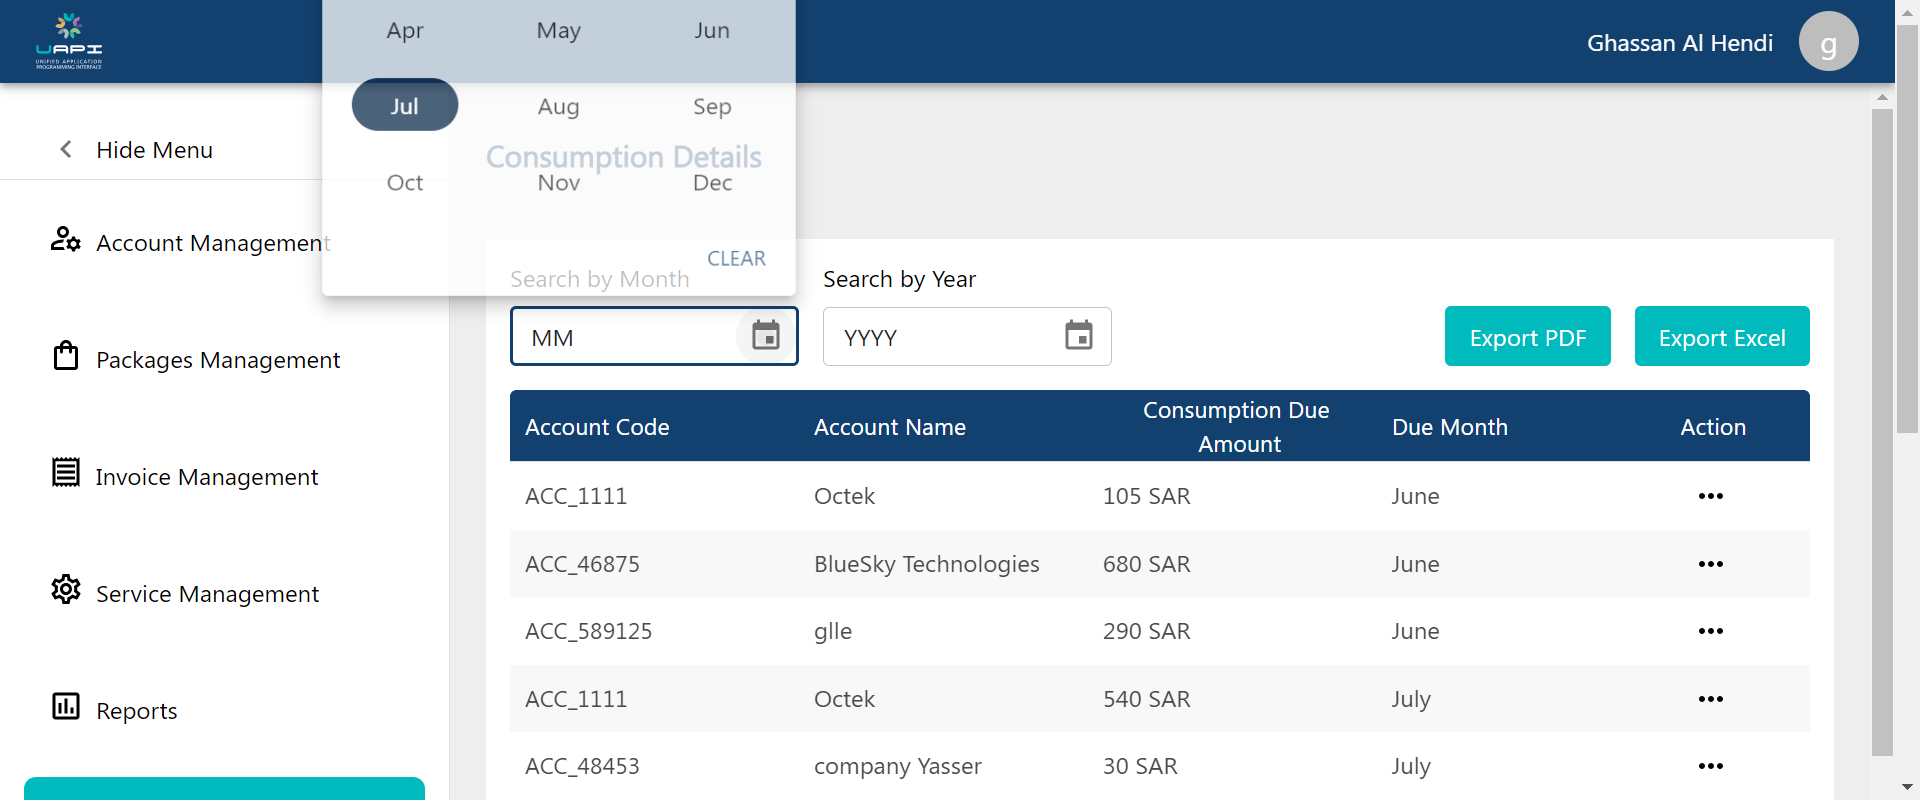 UAPI
UNIFIED APPLICATION
PROGRAMMING INTERFACE
Ghassan Al Hendi
g
Apr May Jun
Jul Aug Sep
Oct Nov Dec
CLEAR
Hide Menu
Account Management
Packages Management
Invoice Management
Service Management
Reports
Consumption Details
Search by Month Search by Year
MM YYYY Export PDF Export Excel
Account Code Account Name Consumption Due Amount Due Month Action
ACC_1111 Octek 105 SAR June
ACC_46875 BlueSky Technologies 680 SAR June
ACC_589125 glle 290 SAR June
ACC_1111 Octek 540 SAR July
ACC_48453 company Yasser 30 SAR July